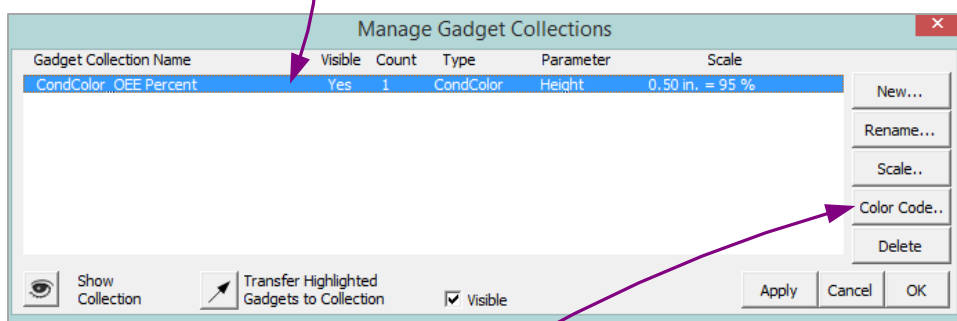 Manage Gadget Collections
Gadget Collection Name Visible Count Type Parameter Scale
CondColor_OEE Percent Yes 1 CondColor Height 0.50 in. = 95 %
New...
Rename...
Scale..
Color Code..
Delete
Show
Collection
Transfer Highlighted
Gadgets to Collection
Visible
Apply Cancel OK